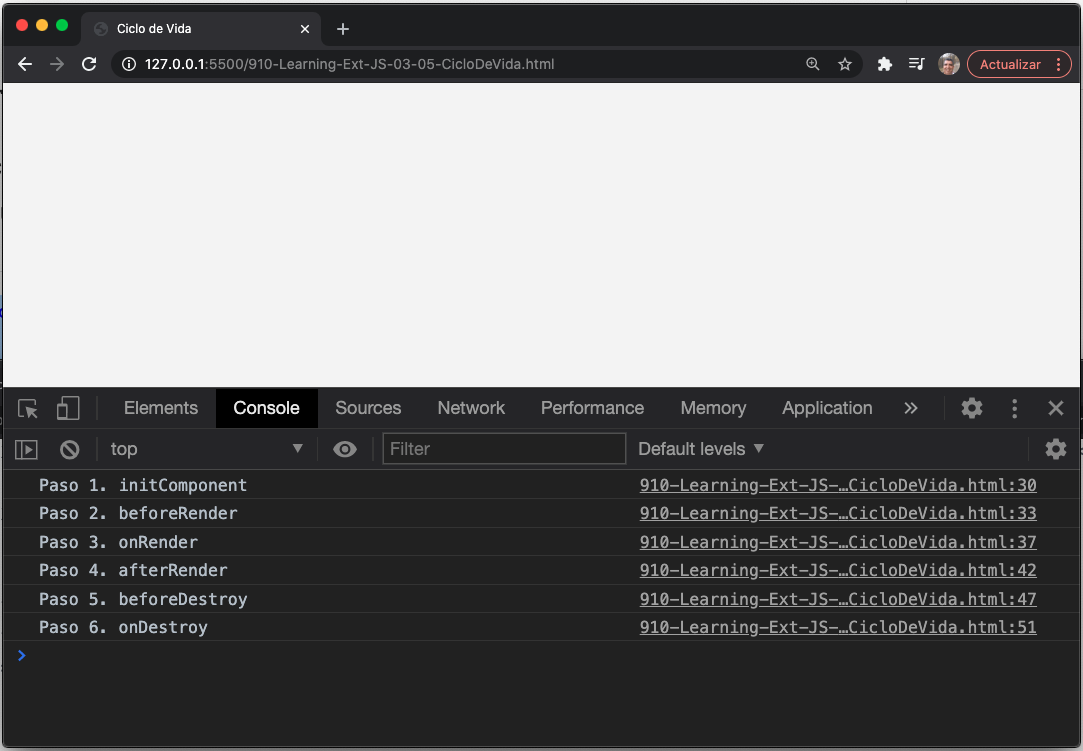 Ciclo de Vida
127.0.0.1:5500/910-Learning-Ext-JS-03-05-CicloDeVida.html
Actualizar
Elements Console Sources Network Performance Memory Application
top Filter Default levels
Paso 1. initComponent 910-Learning-Ext-JS-…CicloDeVida.html:30
Paso 2. beforeRender 910-Learning-Ext-JS-…CicloDeVida.html:33
Paso 3. onRender 910-Learning-Ext-JS-…CicloDeVida.html:37
Paso 4. afterRender 910-Learning-Ext-JS-…CicloDeVida.html:42
Paso 5. beforeDestroy 910-Learning-Ext-JS-…CicloDeVida.html:47
Paso 6. onDestroy 910-Learning-Ext-JS-…CicloDeVida.html:51